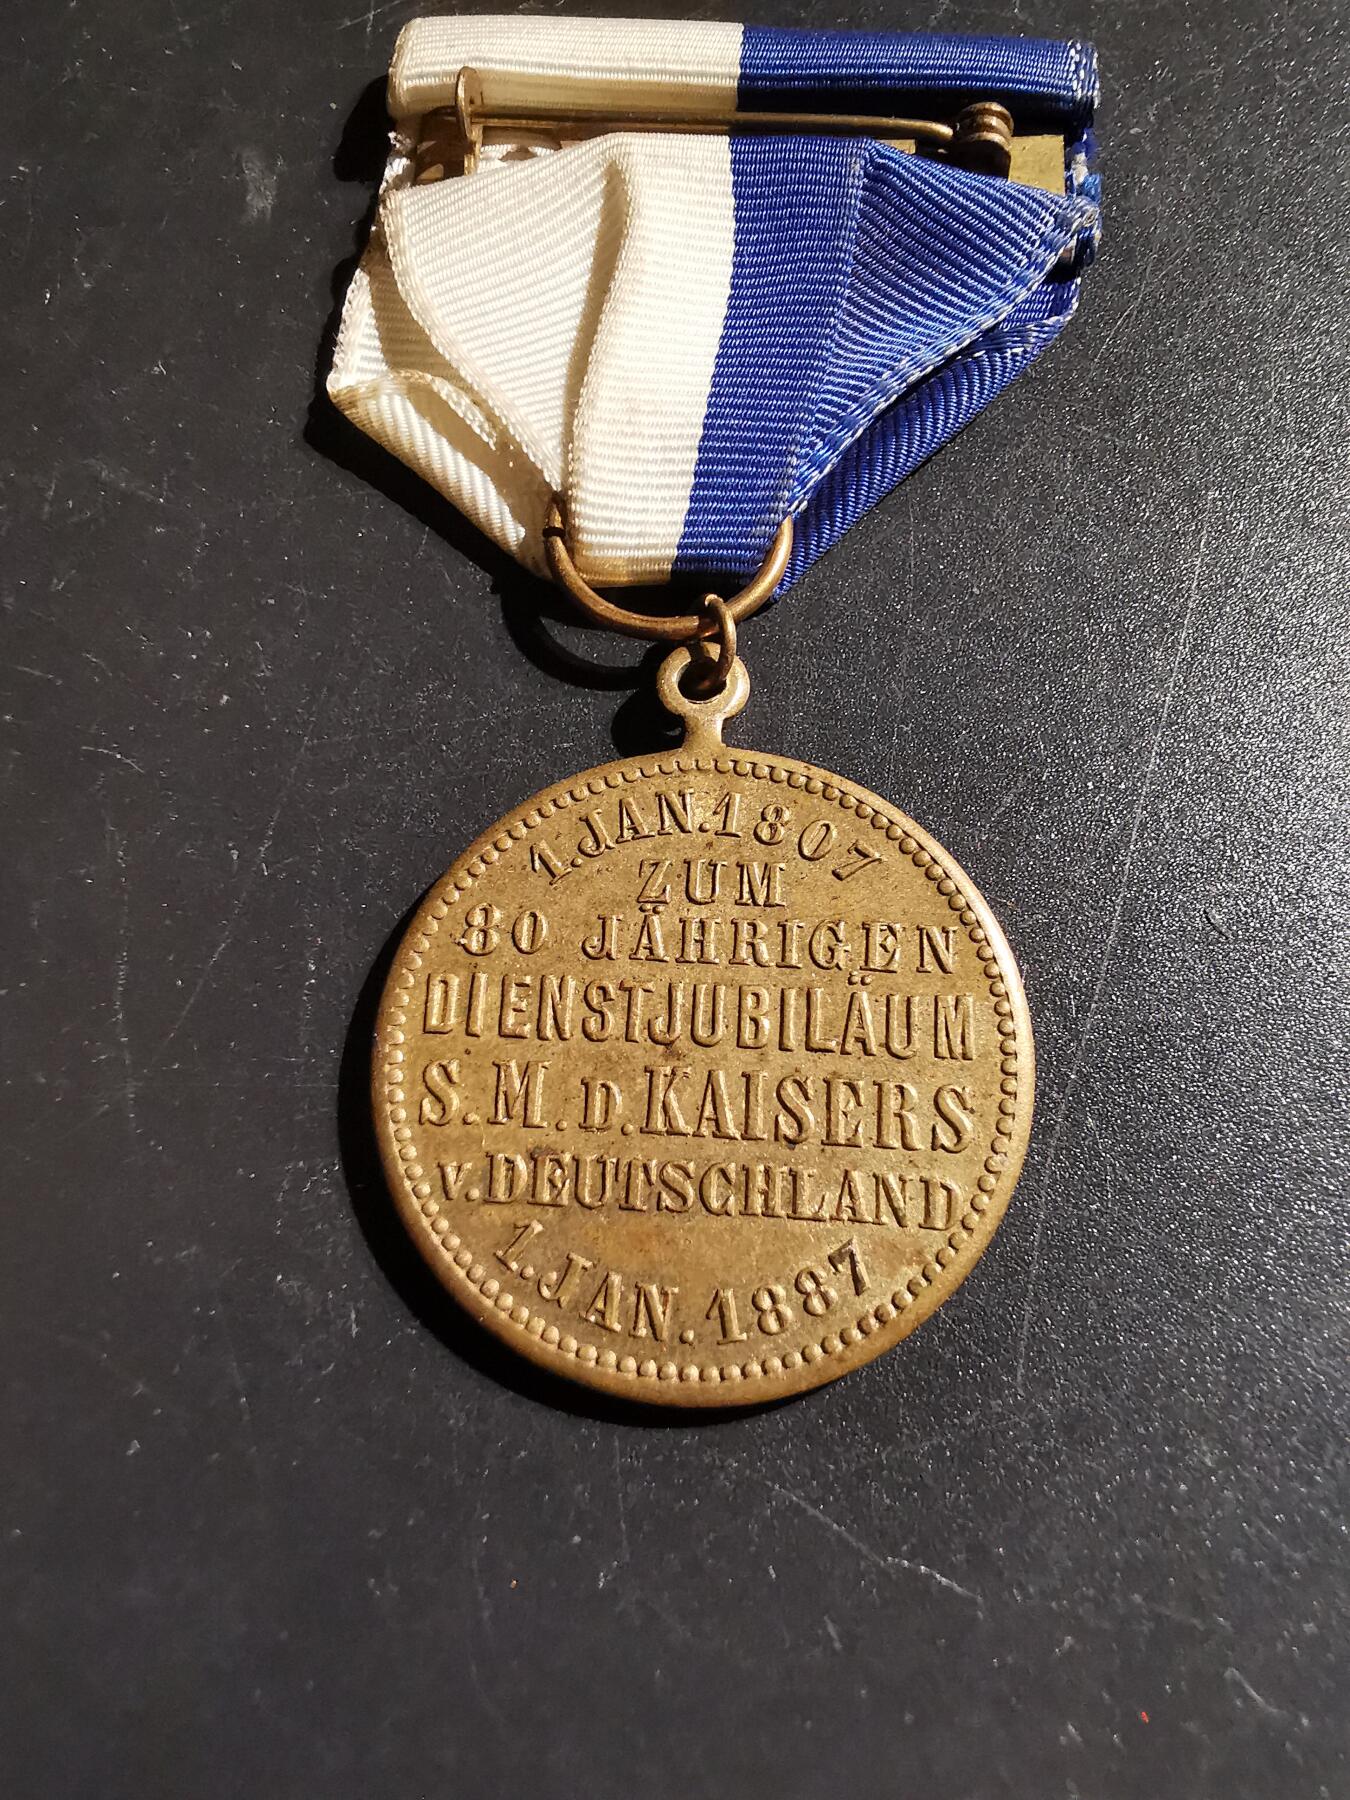 1. JAN. 1807
ZUM
80 JÄHRIGEN
DIENSTJUBILÄUM
S. M. D. KAISERS
v. DEUTSCHLAND
1. JAN. 1887